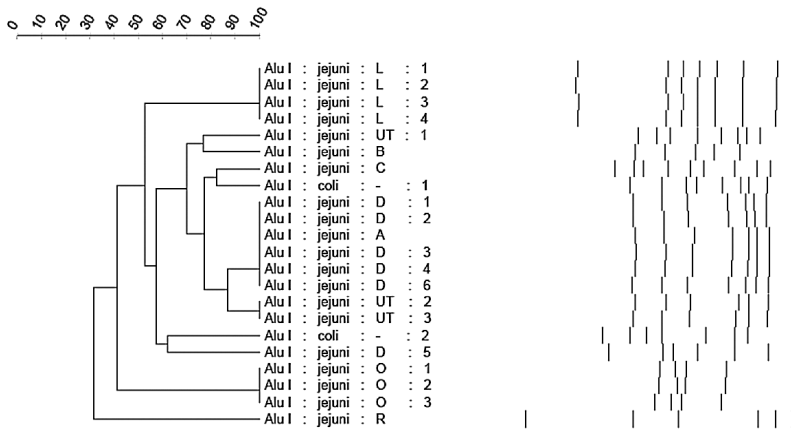 0 10 20 30 40 50 60 70 80 90 100
Alu I : jejuni : L : 1
Alu I : jejuni : L : 2
Alu I : jejuni : L : 3
Alu I : jejuni : L : 4
Alu I : jejuni : UT : 1
Alu I : jejuni : B
Alu I : jejuni : C
Alu I : coli : - : 1
Alu I : jejuni : D : 1
Alu I : jejuni : D : 2
Alu I : jejuni : A
Alu I : jejuni : D : 3
Alu I : jejuni : D : 4
Alu I : jejuni : D : 6
Alu I : jejuni : UT : 2
Alu I : jejuni : UT : 3
Alu I : coli : - : 2
Alu I : jejuni : D : 5
Alu I : jejuni : O : 1
Alu I : jejuni : O : 2
Alu I : jejuni : O : 3
Alu I : jejuni : R